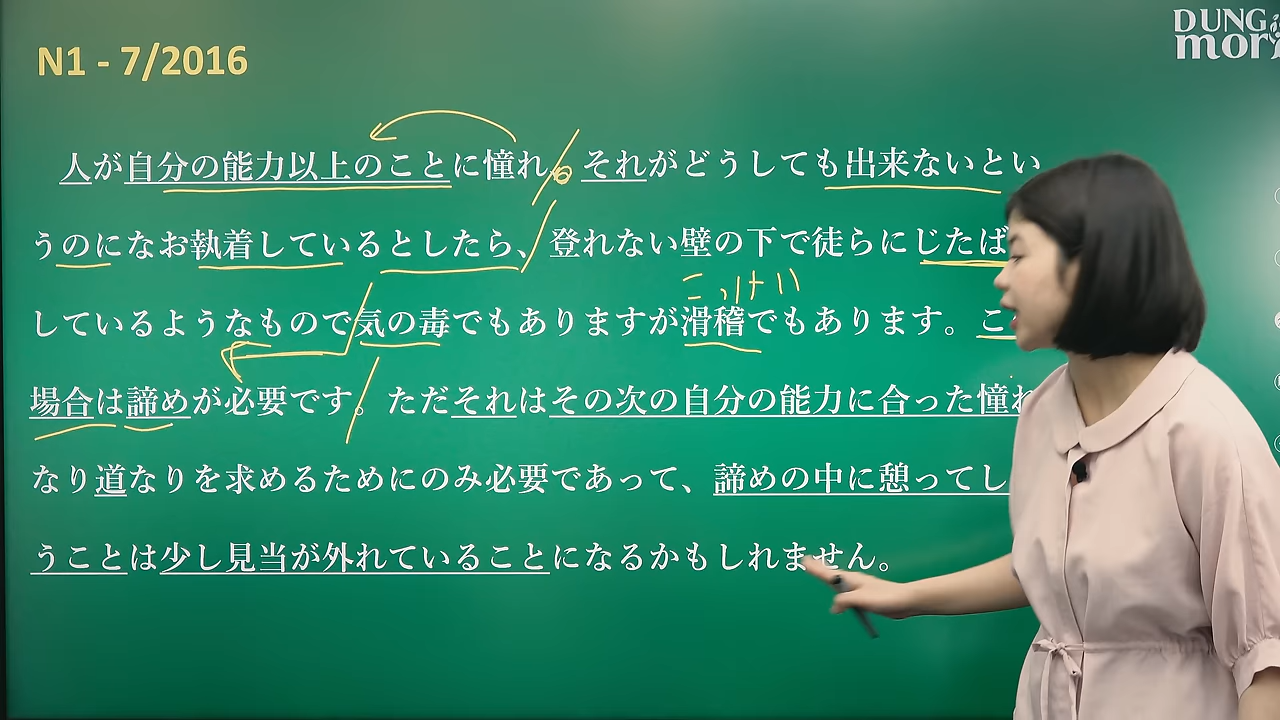 N1 - 7/2016
DUNG
mor
人が自分の能力以上のことに憧れ。それがどうしても出来ないとい
うのになお執着しているとしたら、登れない壁の下で徒らにじたば
こっけい
しているようなもので気の毒でもありますが滑稽でもあります。こ
場合は諦めが必要です。ただそれはその次の自分の能力に合った憧れ
なり道なりを求めるためにのみ必要であって、諦めの中に憩ってし
うことは少し見当が外れていることになるかもしれません。